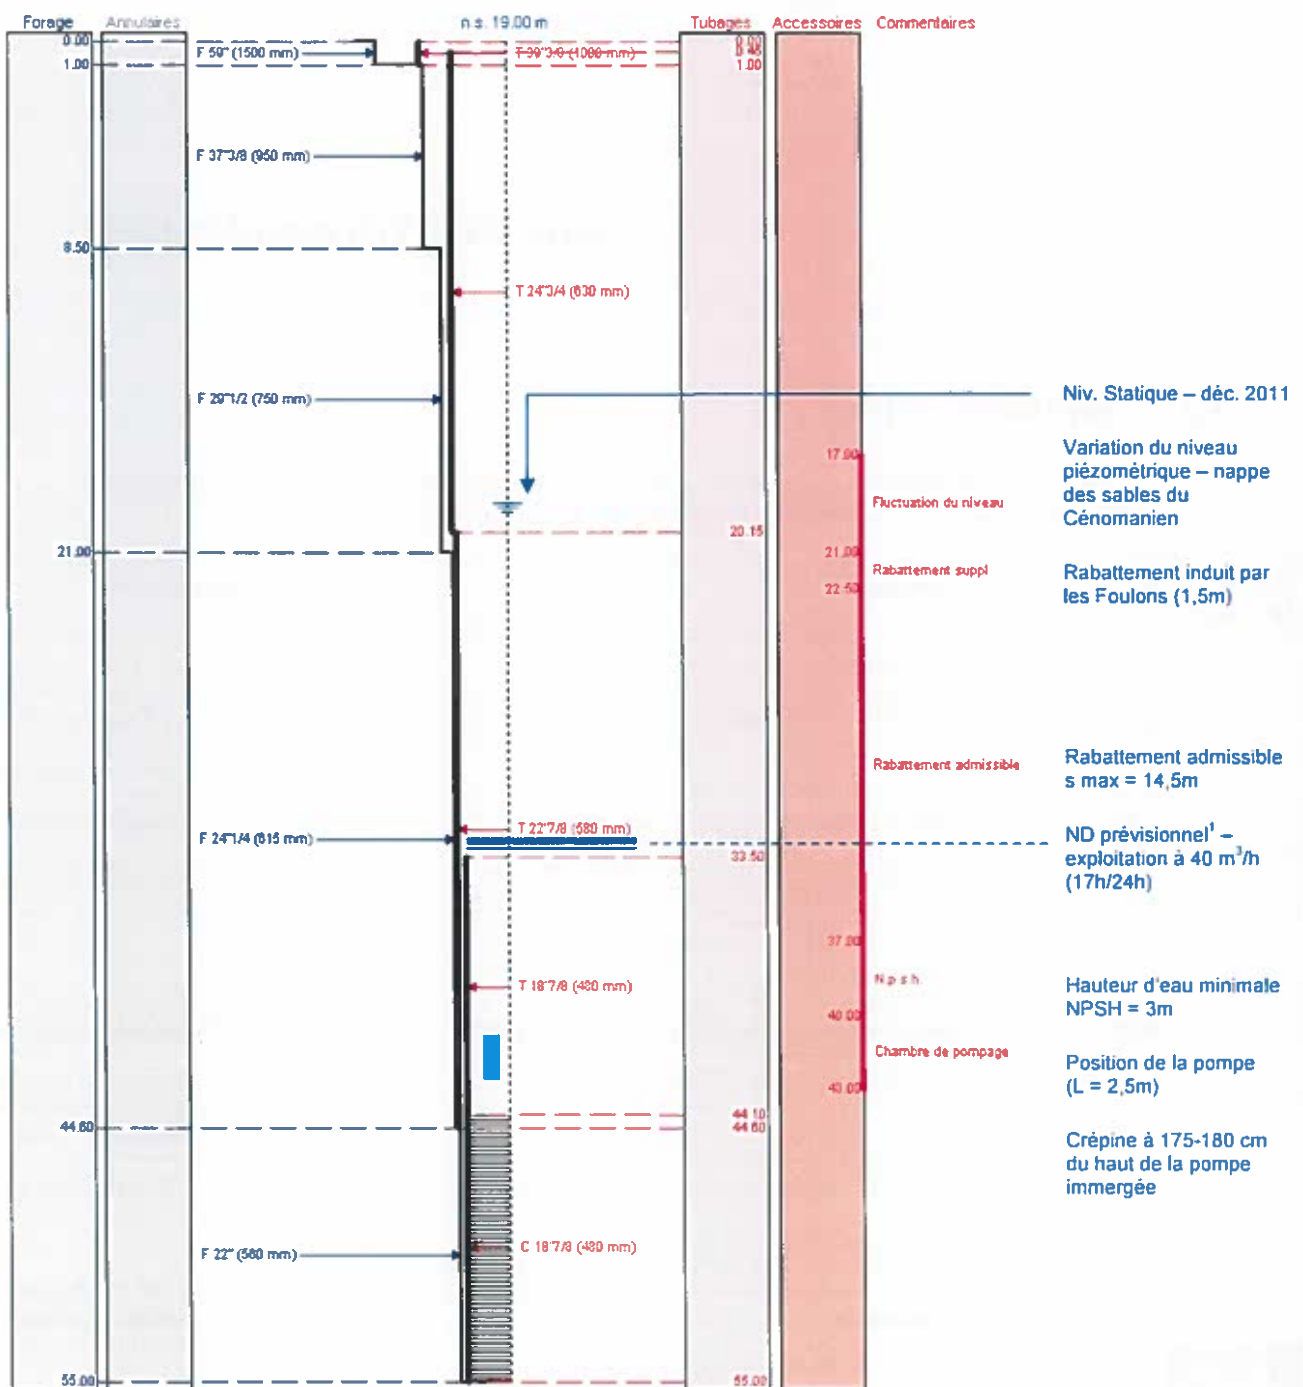 Forage Annulaires n.s. 19.00 m Tubages Accessoires Commentaires
0.00
F 59" (1500 mm)
T 39"3/8 (1000 mm)
0.00
0.45
1.00
1.00
F 37"3/8 (950 mm)
8.50
T 24"3/4 (630 mm)
F 29"1/2 (750 mm)
Niv. Statique – déc. 2011
17.00
Variation du niveau
piézométrique – nappe
des sables du
Cénomanien
Fluctuation du niveau
20.15
21.00
21.00
Rabattement suppl
22.50
Rabattement induit par
les Foulons (1,5m)
Rabattement admissible
Rabattement admissible
s max = 14,5m
T 22"7/8 (580 mm)
F 24"1/4 (615 mm)
33.50
ND prévisionnel¹ –
exploitation à 40 m³/h
(17h/24h)
37.00
N.p.s.h.
T 18"7/8 (480 mm)
Hauteur d'eau minimale
NPSH = 3m
40.00
Chambre de pompage
43.00
Position de la pompe
(L = 2,5m)
44.10
44.60
44.60
Crépine à 175-180 cm
du haut de la pompe
immergée
C 18"7/8 (480 mm)
F 22" (560 mm)
55.00
55.00